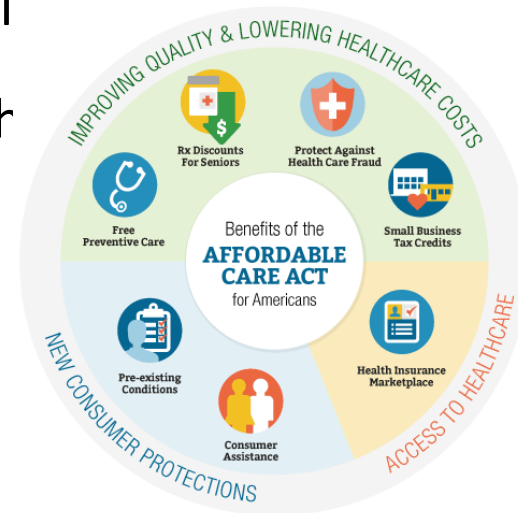 IMPROVING QUALITY & LOWERING HEALTHCARE COSTS
Rx Discounts
For Seniors
Protect Against
Health Care Fraud
Free
Preventive Care
Small Business
Tax Credits
Benefits of the
AFFORDABLE
CARE ACT
for Americans
Pre-existing
Conditions
Consumer
Assistance
Health Insurance
Marketplace
NEW CONSUMER PROTECTIONS
ACCESS TO HEALTHCARE